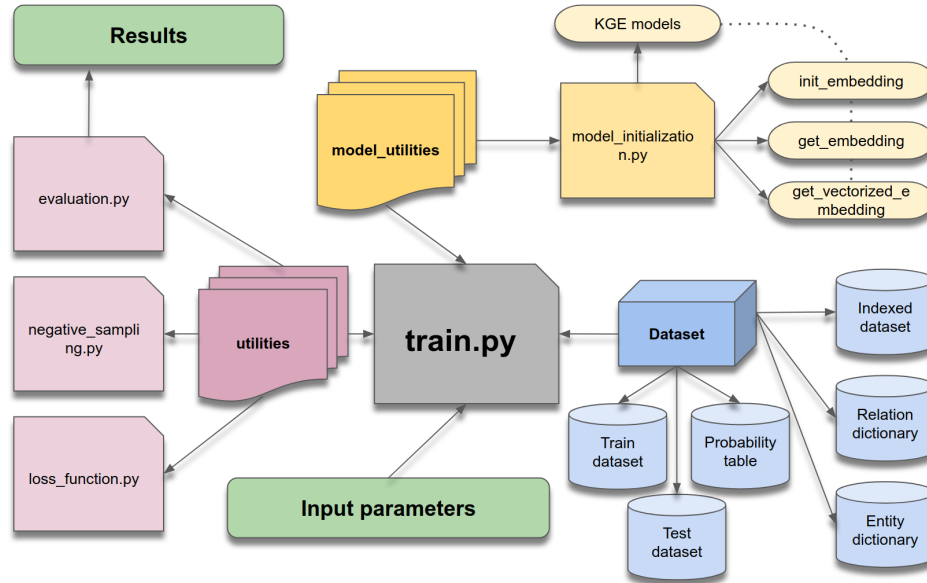 Results
KGE models
init_embedding
model_utilities
model_initializatio
n.py
get_embedding
get_vectorized_e
mbedding
evaluation.py
negative_sampli
ng.py
utilities
train.py
Dataset
Indexed
dataset
Train
dataset
Probability
table
Relation
dictionary
loss_function.py
Input parameters
Test
dataset
Entity
dictionary